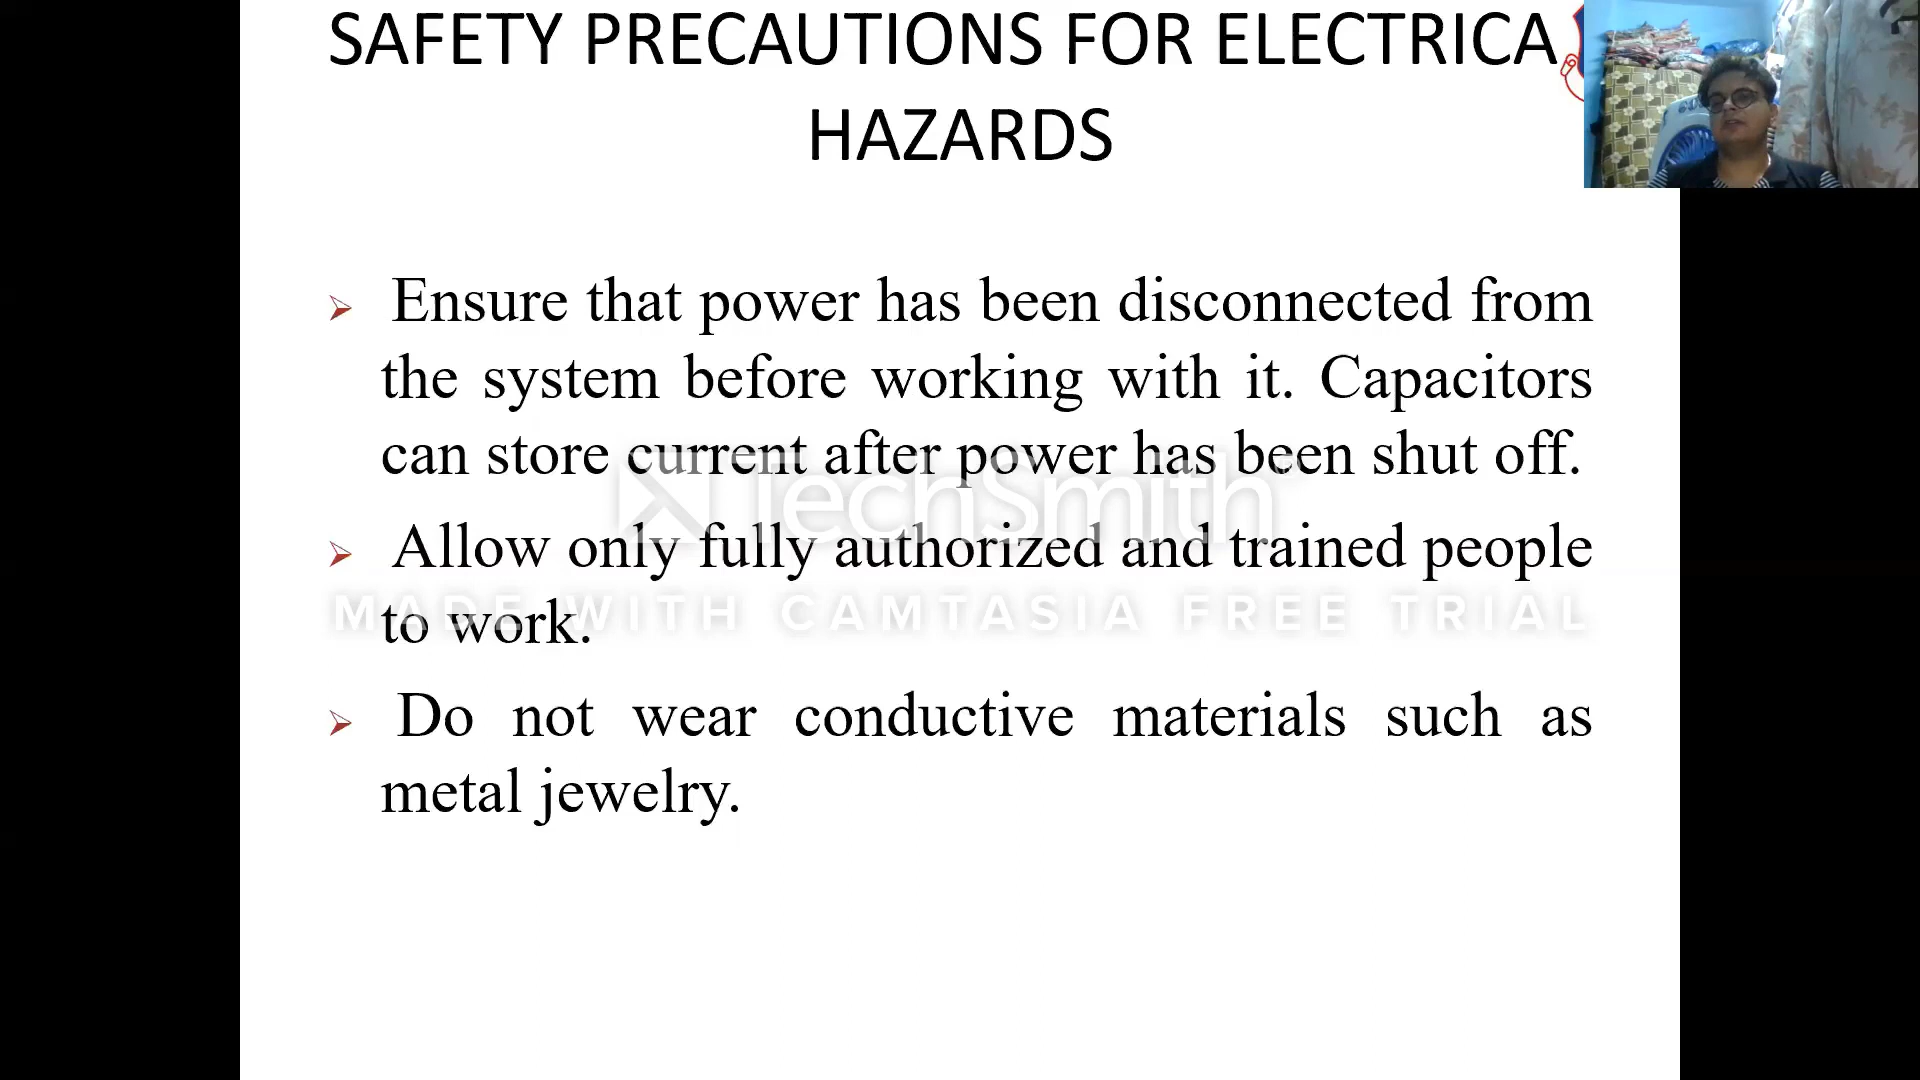 SAFETY PRECAUTIONS FOR ELECTRICA
HAZARDS
Ensure that power has been disconnected from
the system before working with it. Capacitors
can store current after power has been shut off.
TechSmith
Allow only fully authorized and trained people
MADE WITH CAMTASIA FREE TRIAL
to work.
Do not wear conductive materials such as
metal jewelry.